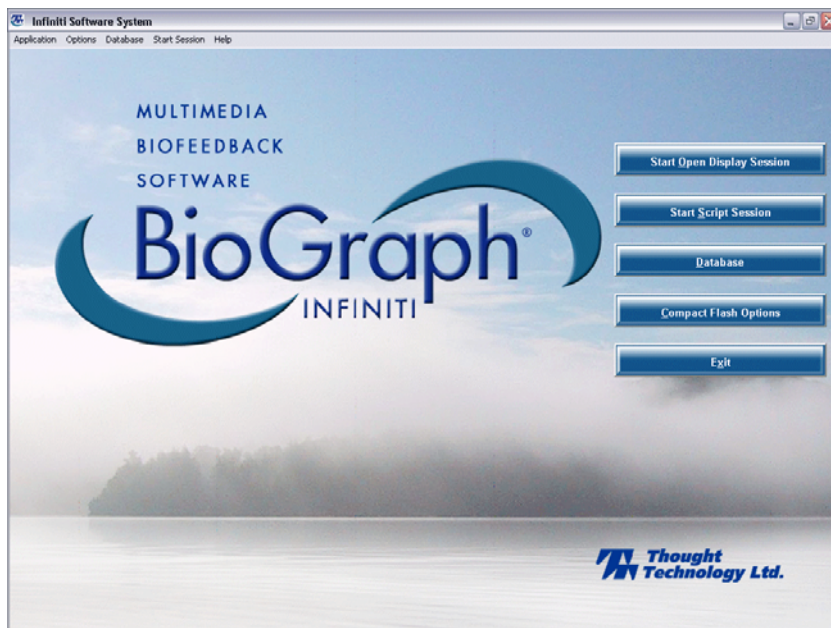 Infiniti Software System
Application Options Database Start Session Help
MULTIMEDIA
BIOFEEDBACK
SOFTWARE
BioGraph®
INFINITI
Start Open Display Session
Start Script Session
Database
Compact Flash Options
Exit
Thought
Technology Ltd.